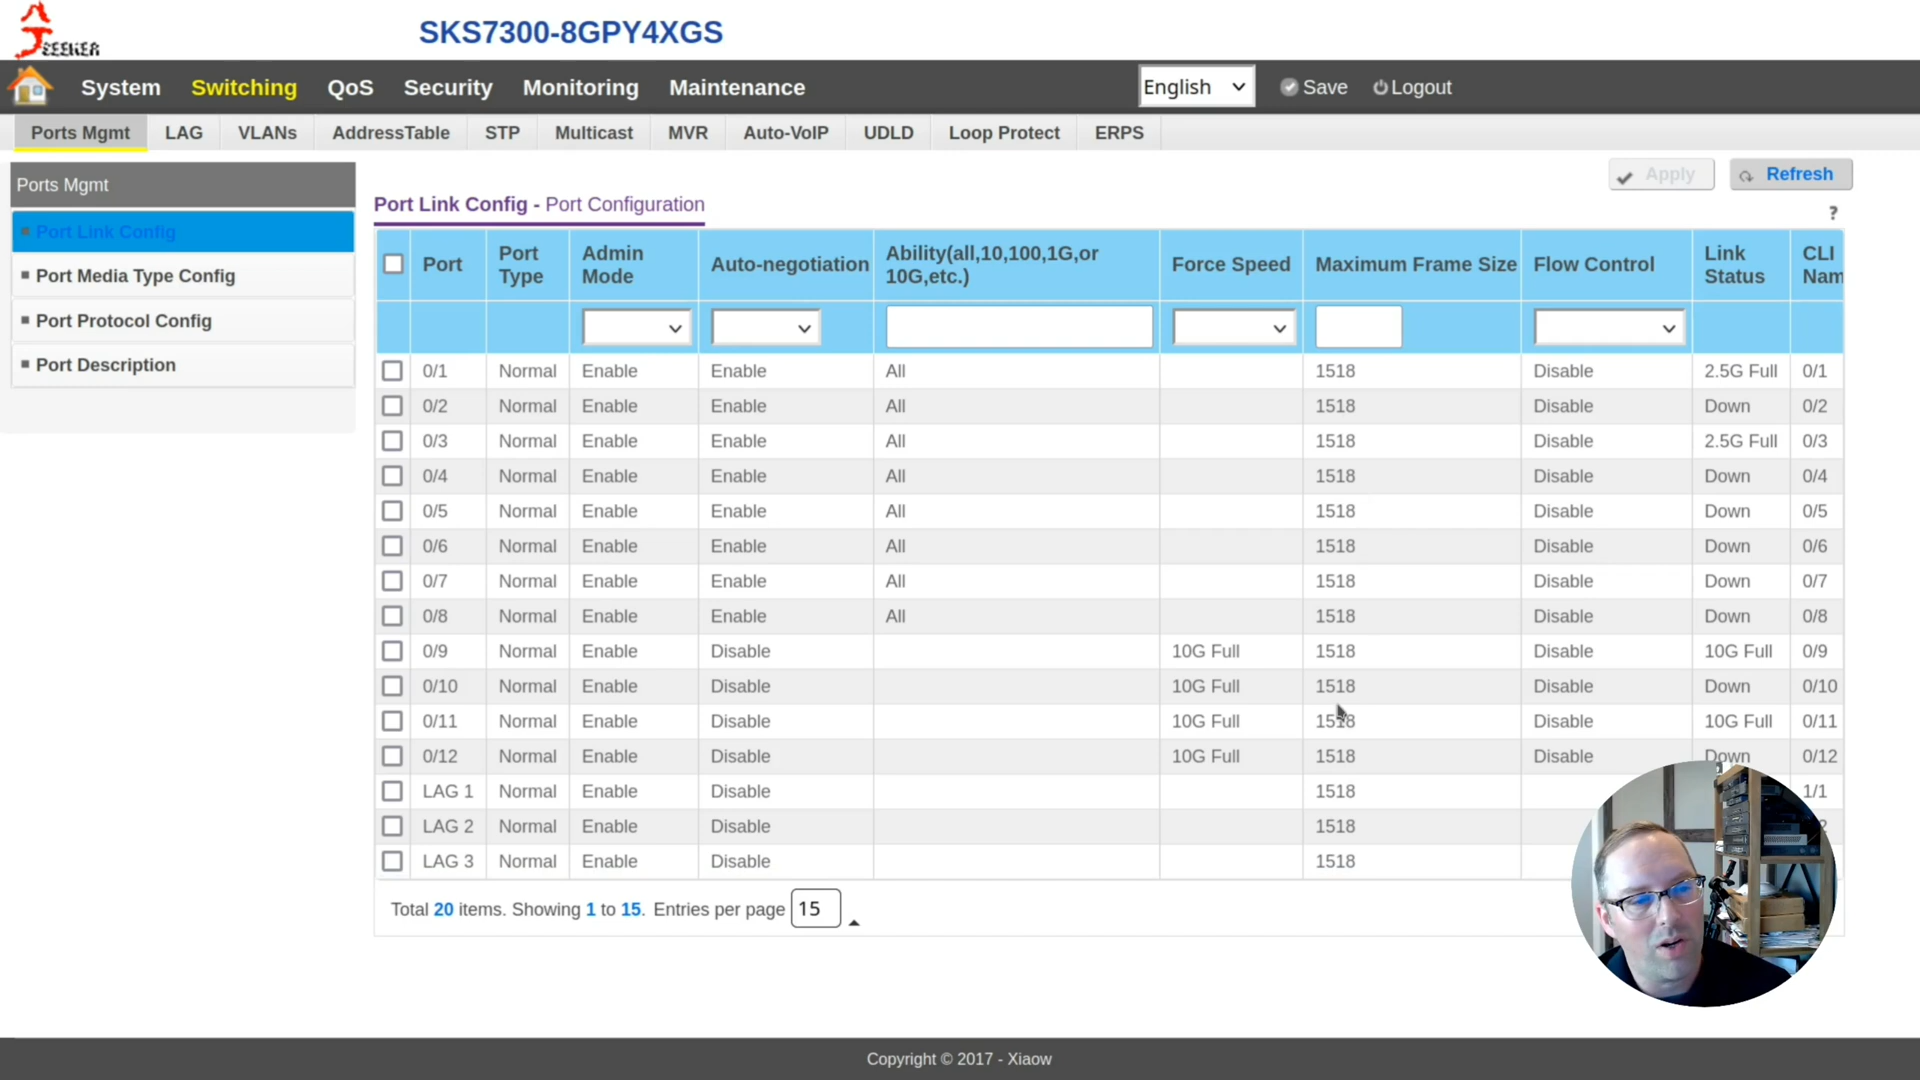 SEEKER
SKS7300-8GPY4XGS
System Switching QoS Security Monitoring Maintenance English Save Logout
Ports Mgmt LAG VLANs AddressTable STP Multicast MVR Auto-VoIP UDLD Loop Protect ERPS
Ports Mgmt
Port Link Config
Port Media Type Config
Port Protocol Config
Port Description
Apply Refresh
Port Link Config - Port Configuration
?
Port Port Type Admin Mode Auto-negotiation Ability(all,10,100,1G,or 10G,etc.) Force Speed Maximum Frame Size Flow Control Link Status CLI Nam
0/1 Normal Enable Enable All 1518 Disable 2.5G Full 0/1
0/2 Normal Enable Enable All 1518 Disable Down 0/2
0/3 Normal Enable Enable All 1518 Disable 2.5G Full 0/3
0/4 Normal Enable Enable All 1518 Disable Down 0/4
0/5 Normal Enable Enable All 1518 Disable Down 0/5
0/6 Normal Enable Enable All 1518 Disable Down 0/6
0/7 Normal Enable Enable All 1518 Disable Down 0/7
0/8 Normal Enable Enable All 1518 Disable Down 0/8
0/9 Normal Enable Disable 10G Full 1518 Disable 10G Full 0/9
0/10 Normal Enable Disable 10G Full 1518 Disable Down 0/10
0/11 Normal Enable Disable 10G Full 1518 Disable 10G Full 0/11
0/12 Normal Enable Disable 10G Full 1518 Disable Down 0/12
LAG 1 Normal Enable Disable 1518 1/1
LAG 2 Normal Enable Disable 1518 2
LAG 3 Normal Enable Disable 1518
Total 20 items. Showing 1 to 15. Entries per page 15
Copyright © 2017 - Xiaow